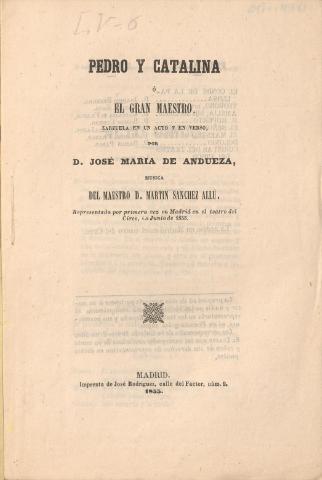 PEDRO Y CATALINA
Ó
EL GRAN MAESTRO.
ZARZUELA EN UN ACTO Y EN VERSO,
POR
D. JOSÉ MARIA DE ANDUEZA,
MUSICA
DEL MAESTRO D. MARTIN SANCHEZ ALLÚ.
Representada por primera vez en Madrid en el teatro del
Circo, en Junio de 1855.
MADRID.
Imprenta de José Rodriguez, calle del Factor, núm. 9.
1855.